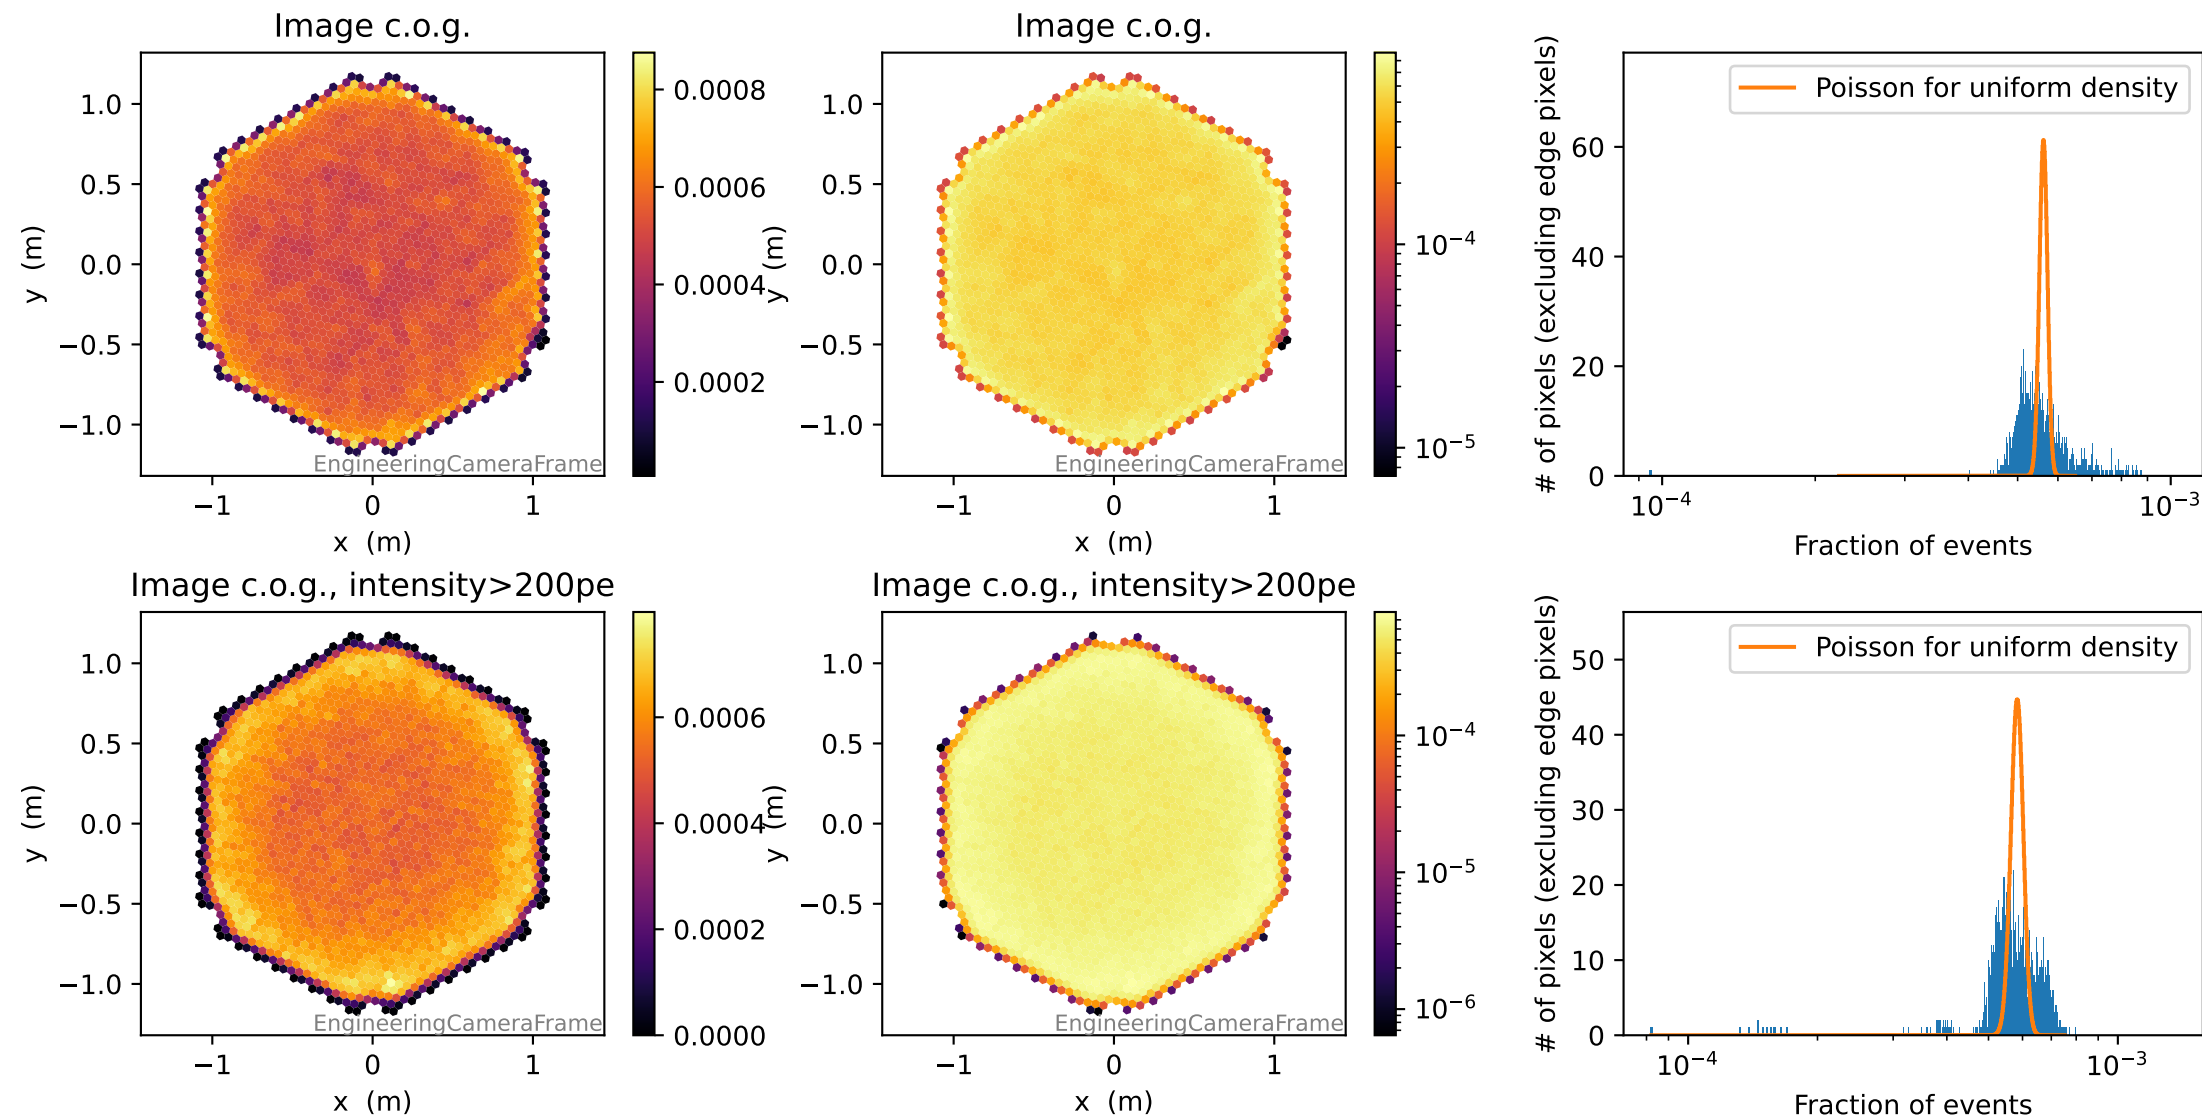 Image c.o.g.
y (m)
1.0
0.5
0.0
−0.5
−1.0
−1
0
1
x (m)
EngineeringCameraFrame
0.0008
0.0006
0.0004
0.0002
Image c.o.g.
y (m)
1.0
0.5
0.0
−0.5
−1.0
−1
0
1
x (m)
EngineeringCameraFrame
10⁻⁴
10⁻⁵
# of pixels (excluding edge pixels)
60
40
20
0
Poisson for uniform density
10⁻⁴
10⁻³
Fraction of events
Image c.o.g., intensity>200pe
y (m)
1.0
0.5
0.0
−0.5
−1.0
−1
0
1
x (m)
EngineeringCameraFrame
0.0006
0.0004
0.0002
0.0000
Image c.o.g., intensity>200pe
y (m)
1.0
0.5
0.0
−0.5
−1.0
−1
0
1
x (m)
EngineeringCameraFrame
10⁻⁴
10⁻⁵
10⁻⁶
# of pixels (excluding edge pixels)
50
40
30
20
10
0
Poisson for uniform density
10⁻⁴
10⁻³
Fraction of events